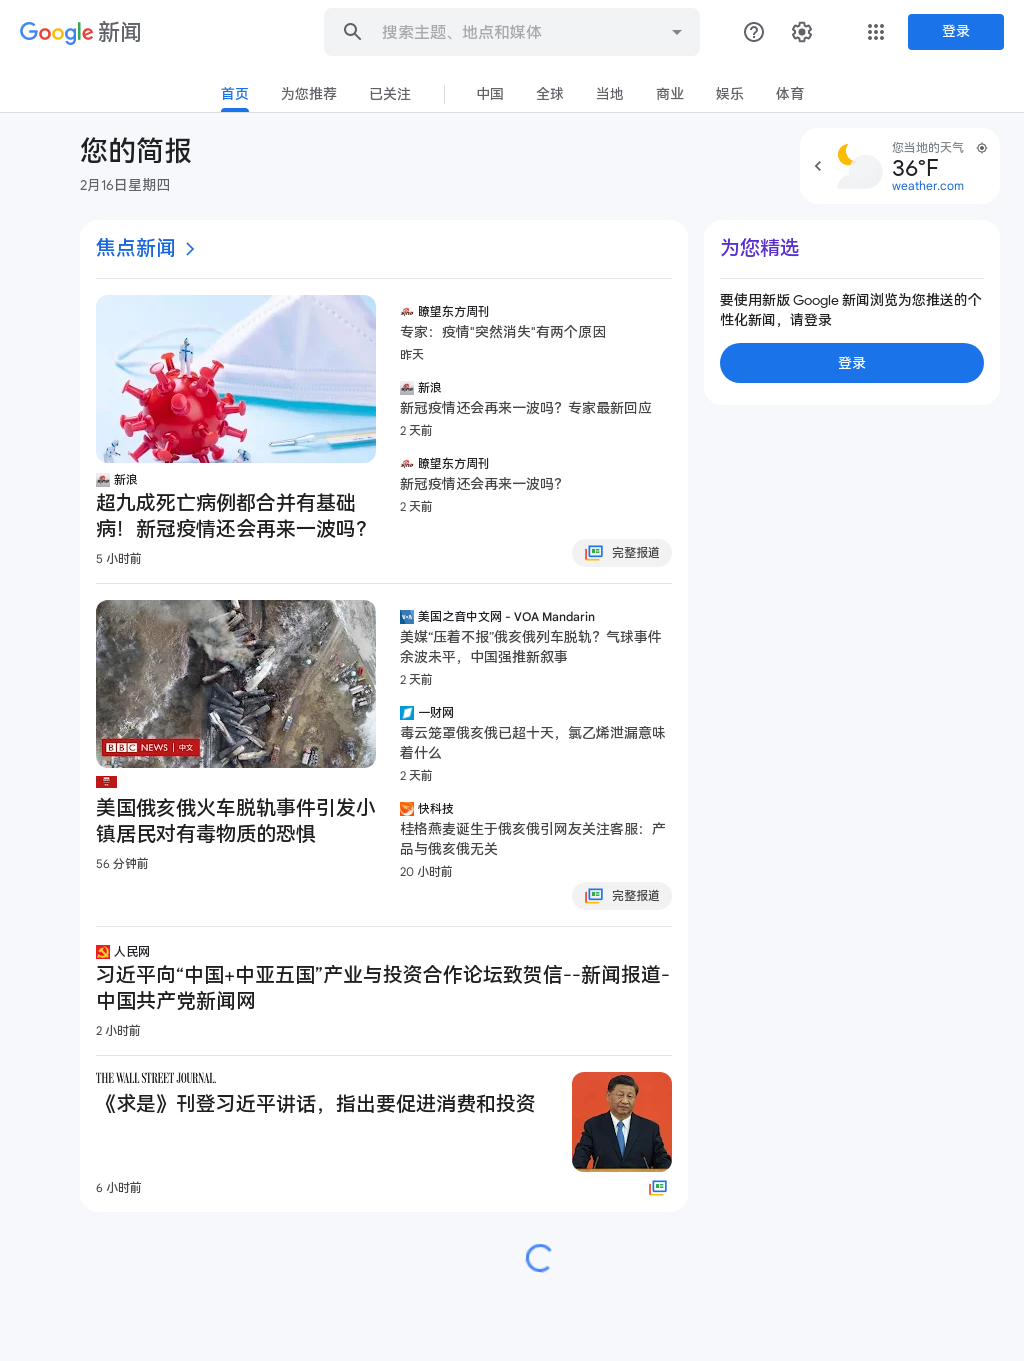 Google 新闻
搜索主题、地点和媒体
登录
首页
为您推荐
已关注
中国
全球
当地
商业
娱乐
体育
您的简报
2月16日星期四
您当地的天气
36°F
weather.com
焦点新闻
新浪
超九成死亡病例都合并有基础
病！新冠疫情还会再来一波吗？
5 小时前
瞭望东方周刊
专家：疫情"突然消失"有两个原因
昨天
新浪
新冠疫情还会再来一波吗？专家最新回应
2 天前
瞭望东方周刊
新冠疫情还会再来一波吗？
2 天前
完整报道
BBC NEWS 中文
美国俄亥俄火车脱轨事件引发小
镇居民对有毒物质的恐惧
56 分钟前
VOA
美国之音中文网 - VOA Mandarin
美媒“压着不报”俄亥俄列车脱轨？气球事件
余波未平，中国强推新叙事
2 天前
一财网
毒云笼罩俄亥俄已超十天，氯乙烯泄漏意味
着什么
2 天前
快科技
桂格燕麦诞生于俄亥俄引网友关注客服：产
品与俄亥俄无关
20 小时前
完整报道
人民网
习近平向“中国+中亚五国”产业与投资合作论坛致贺信--新闻报道-
中国共产党新闻网
2 小时前
THE WALL STREET JOURNAL.
《求是》刊登习近平讲话，指出要促进消费和投资
6 小时前
为您精选
要使用新版 Google 新闻浏览为您推送的个
性化新闻，请登录
登录